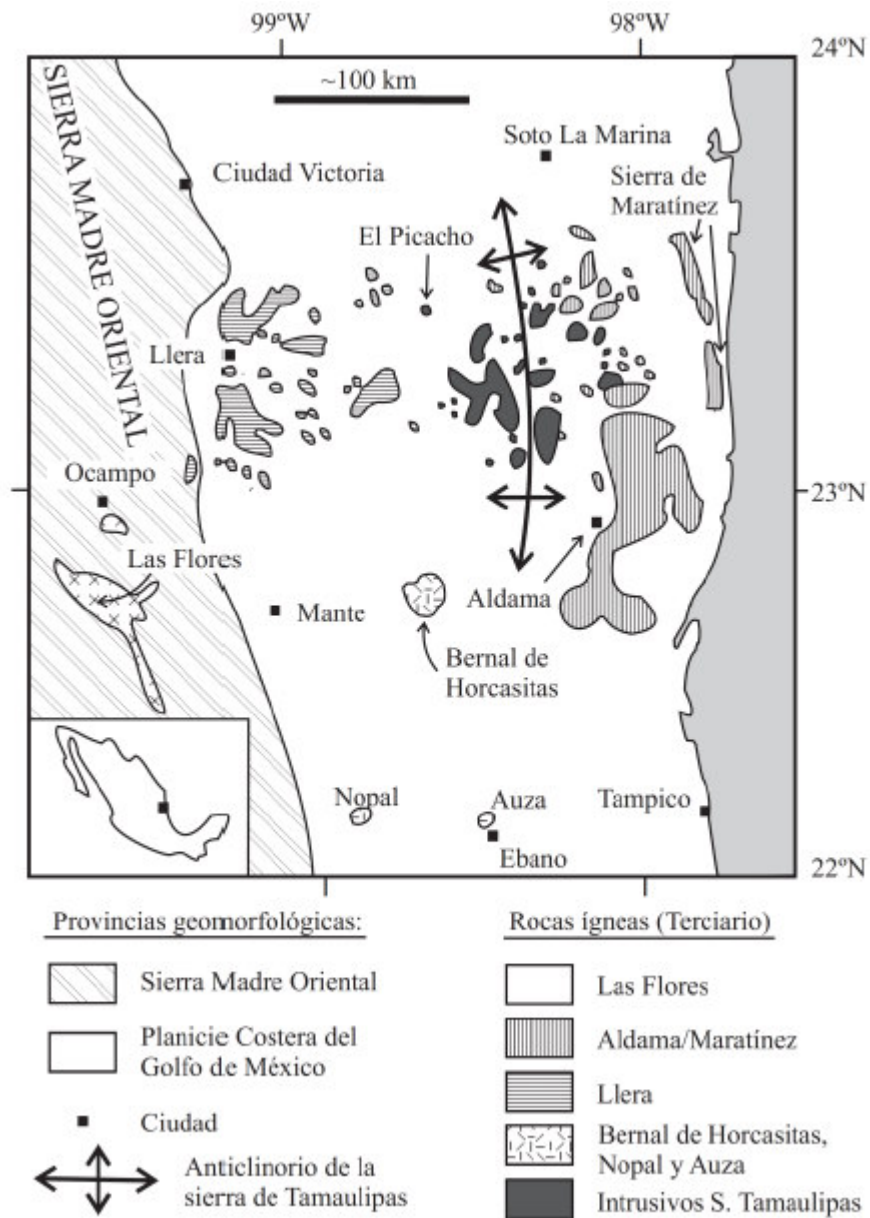 99ºW
98ºW
24ºN
~100 km
SIERRA MADRE ORIENTAL
Soto La Marina
Ciudad Victoria
Sierra de
Maratínez
El Picacho
Llera
Ocampo
23ºN
Las Flores
Mante
Aldama
Bernal de
Horcasitas
Nopal
Auza
Tampico
Ebano
22ºN
Provincias geomorfológicas:
Sierra Madre Oriental
Planicie Costera del
Golfo de México
Ciudad
Anticlinorio de la
sierra de Tamaulipas
Rocas ígneas (Terciario)
Las Flores
Aldama/Maratínez
Llera
Bernal de Horcasitas,
Nopal y Auza
Intrusivos S. Tamaulipas